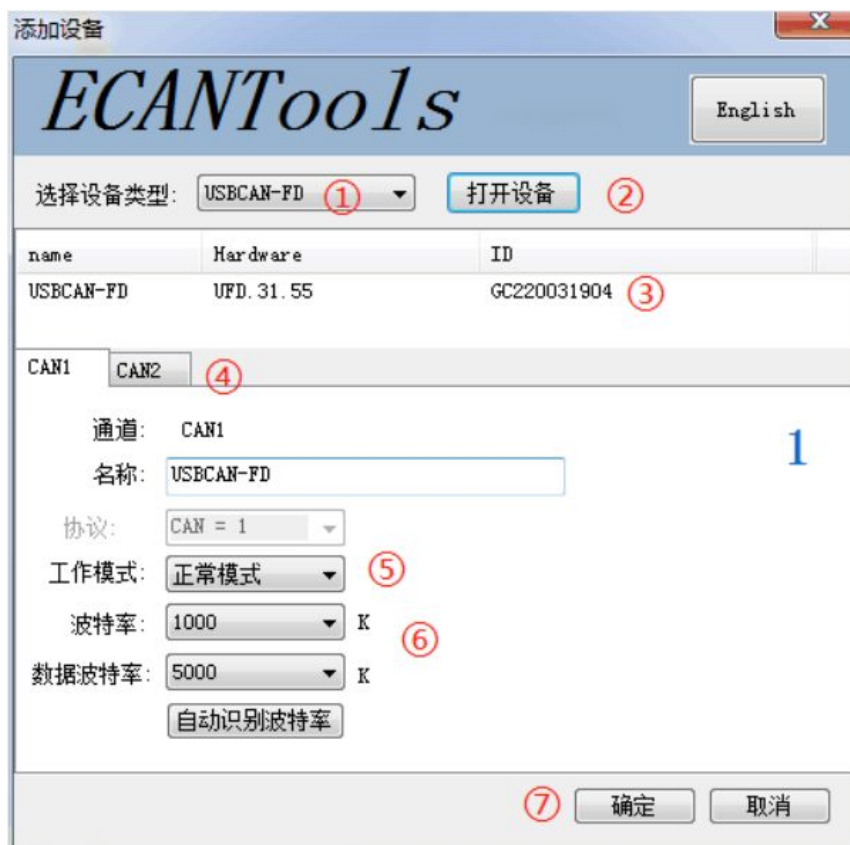 添加设备
ECANTools English
选择设备类型: USBCAN-FD ① 打开设备 ②
name Hardware ID
USBCAN-FD UFD.31.55 GC220031904 ③
CAN1 CAN2 ④
通道: CAN1 1
名称: USBCAN-FD
协议: CAN = 1
工作模式: 正常模式 ⑤
波特率: 1000 K ⑥
数据波特率: 5000 K
自动识别波特率
⑦ 确定 取消